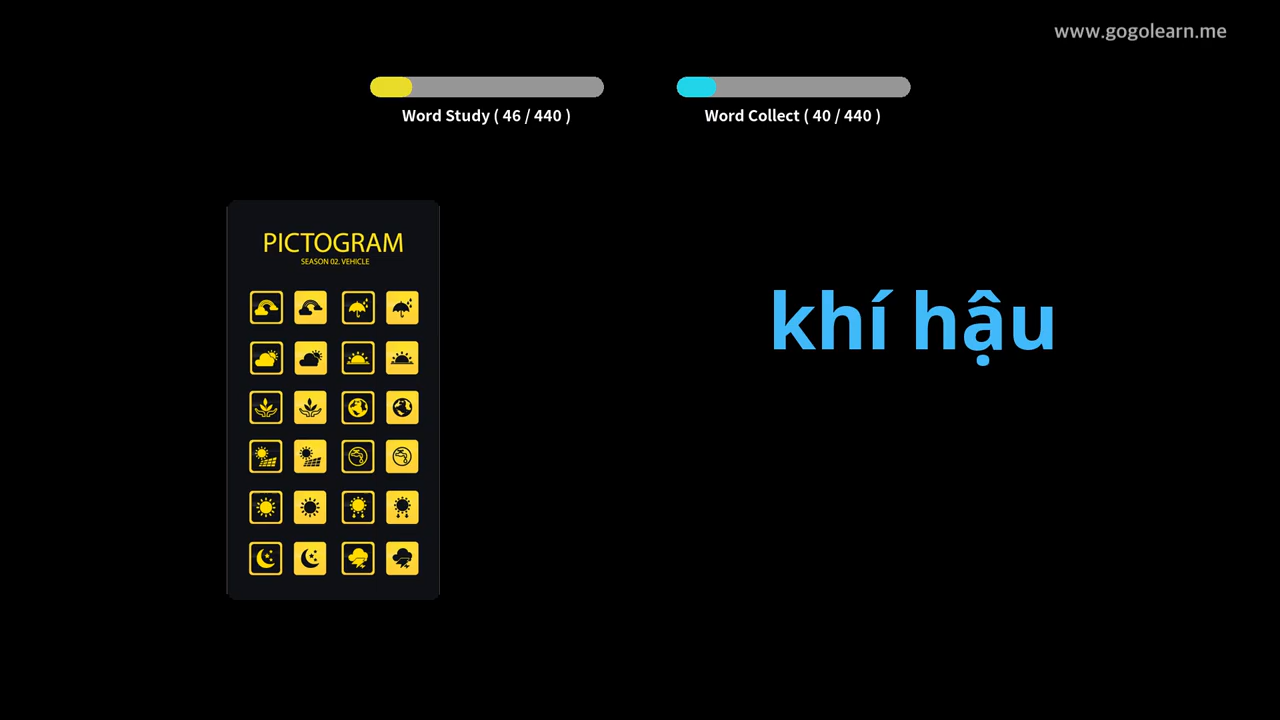 www.gogolearn.me
Word Study ( 46 / 440 )
Word Collect ( 40 / 440 )
PICTOGRAM
SEASON 02. VEHICLE
khí hậu